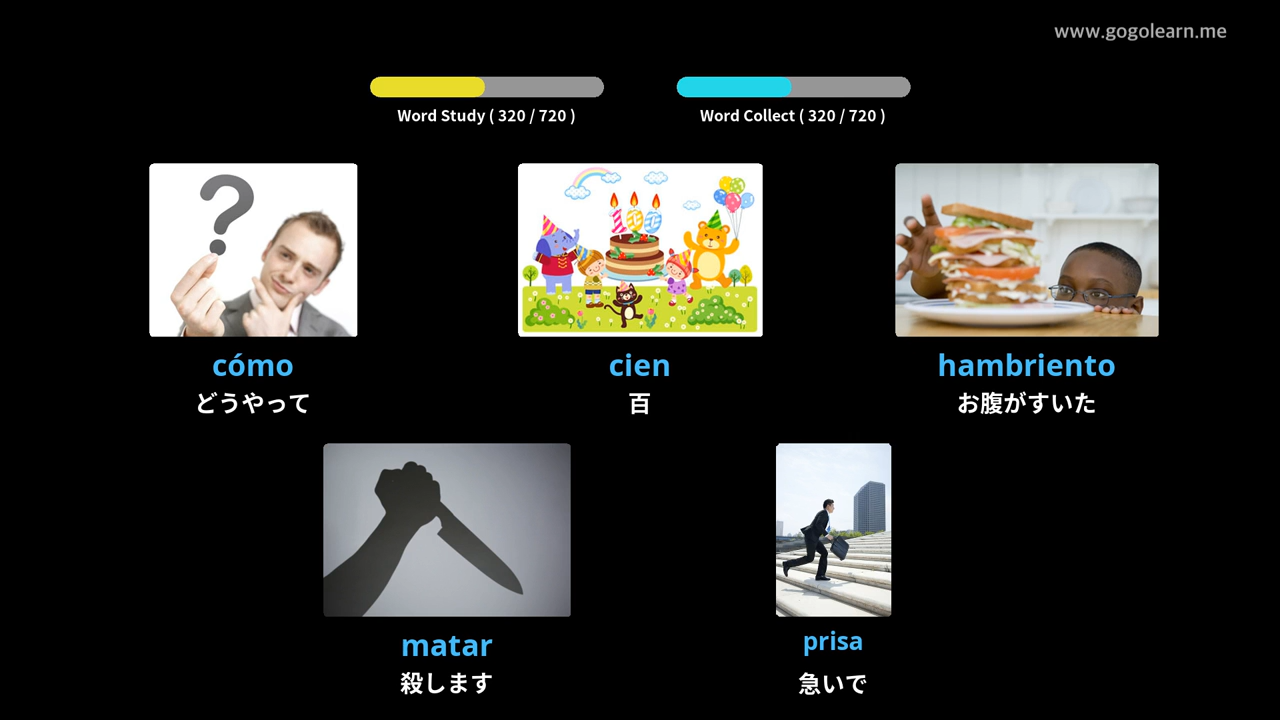 www.gogolearn.me
Word Study ( 320 / 720 )
Word Collect ( 320 / 720 )
100
cómo
どうやって
cien
百
hambriento
お腹がすいた
matar
殺します
prisa
急いで